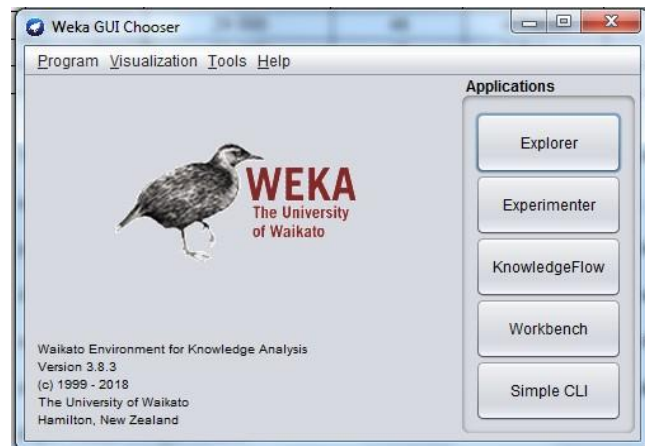 Weka GUI Chooser
Program Visualization Tools Help
Applications
WEKA
The University
of Waikato
Explorer
Experimenter
KnowledgeFlow
Workbench
Simple CLI
Waikato Environment for Knowledge Analysis
Version 3.8.3
(c) 1999 - 2018
The University of Waikato
Hamilton, New Zealand